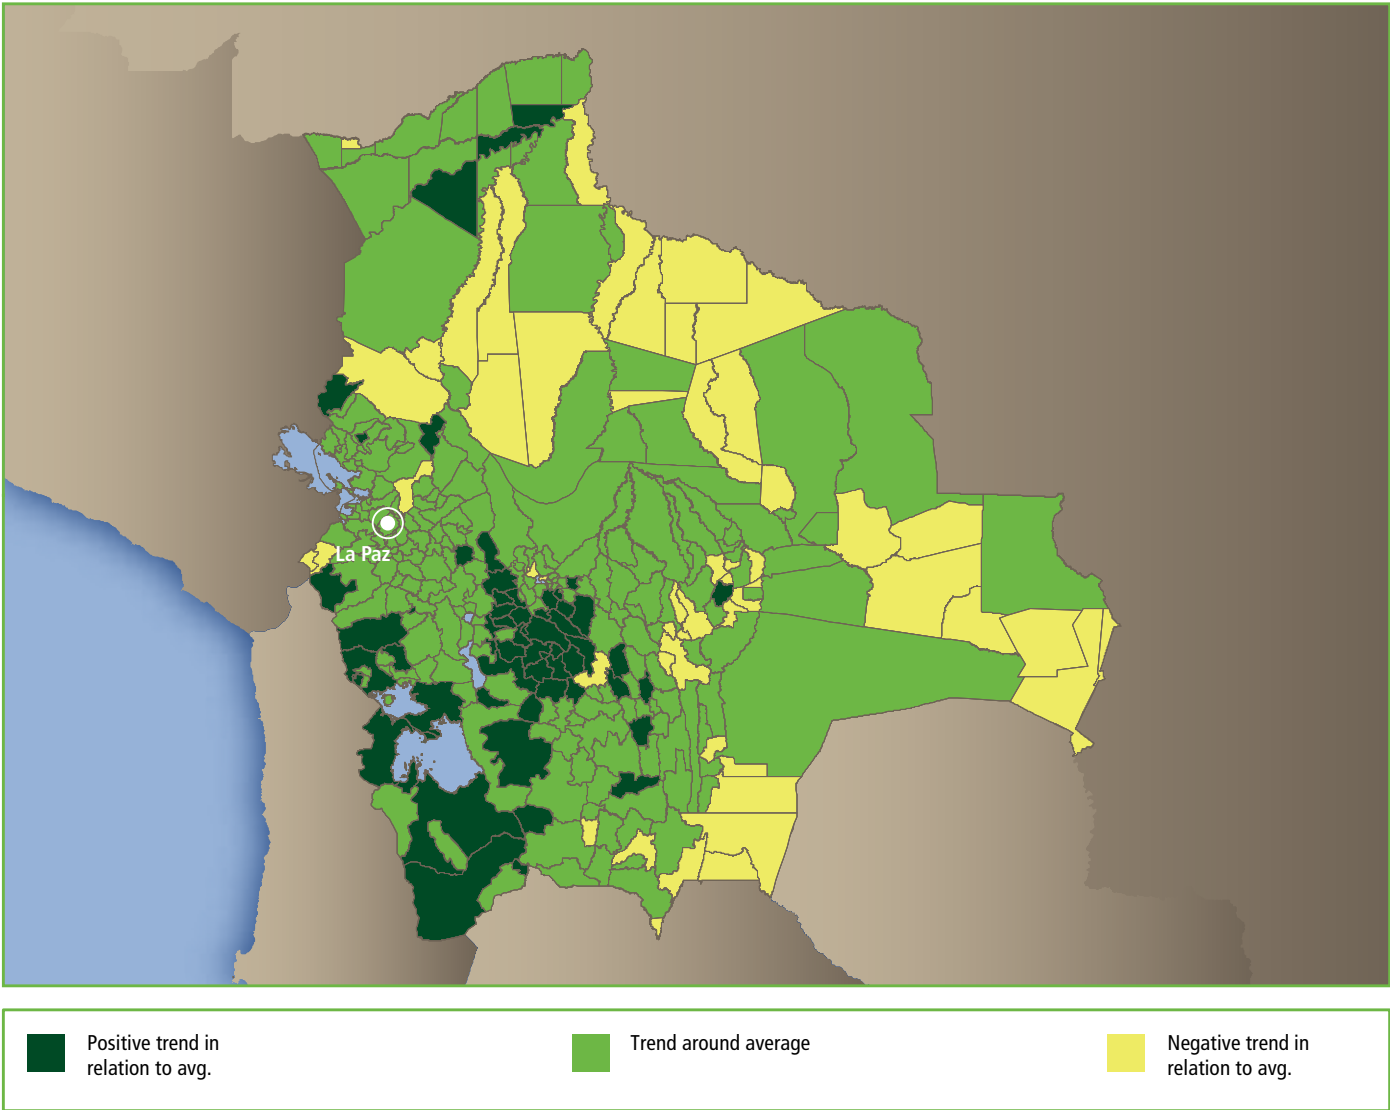 La Paz
Positive trend in
relation to avg.
Trend around average
Negative trend in
relation to avg.